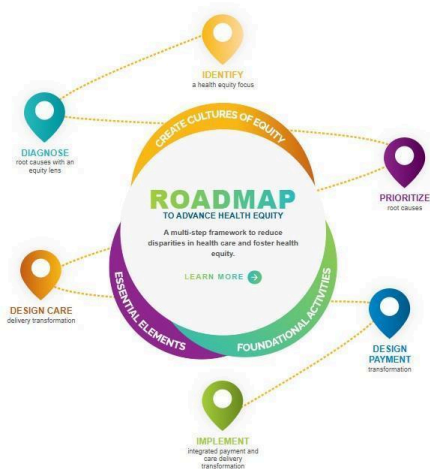 IDENTIFY
a health equity focus
CREATE CULTURES OF EQUITY
DIAGNOSE
root causes with an
equity lens
PRIORITIZE
root causes
ROADMAP
TO ADVANCE HEALTH EQUITY
A multi-step framework to reduce
disparities in health care and foster health
equity.
LEARN MORE
ESSENTIAL ELEMENTS
FOUNDATIONAL ACTIVITIES
DESIGN CARE
delivery transformation
DESIGN
PAYMENT
transformation
IMPLEMENT
integrated payment and
care delivery
transformation